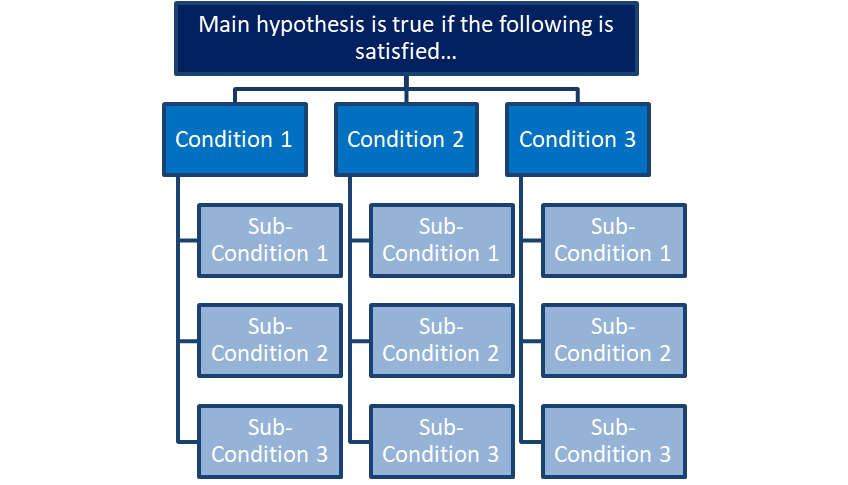 Main hypothesis is true if the following is
satisfied...
Condition 1
Condition 2
Condition 3
Sub-
Condition 1
Sub-
Condition 1
Sub-
Condition 1
Sub-
Condition 2
Sub-
Condition 2
Sub-
Condition 2
Sub-
Condition 3
Sub-
Condition 3
Sub-
Condition 3